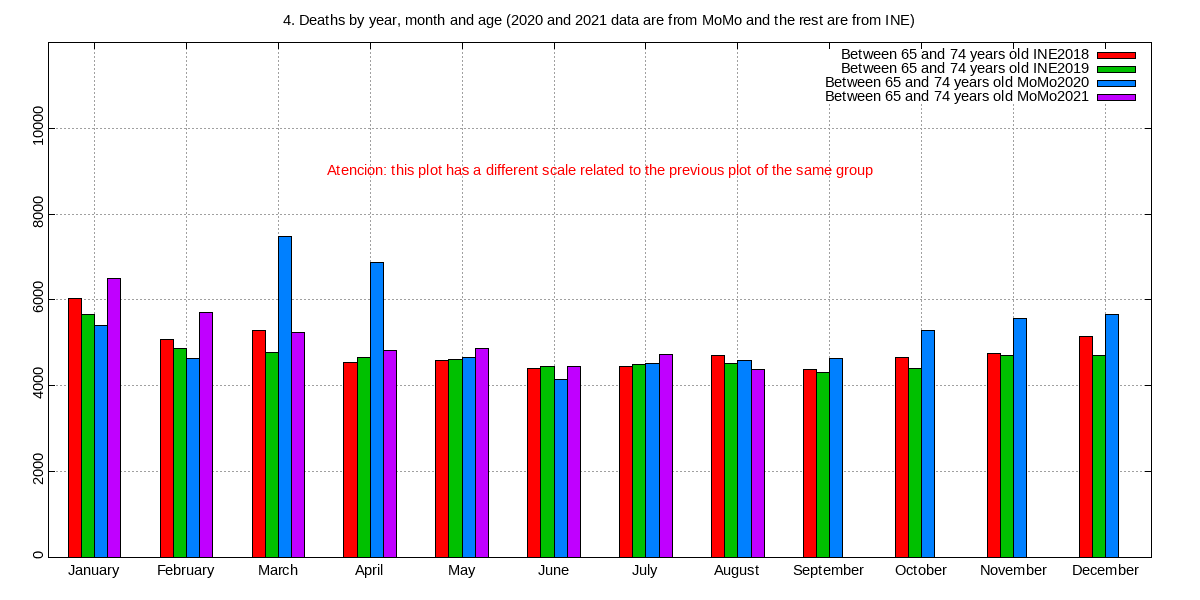 4. Deaths by year, month and age (2020 and 2021 data are from MoMo and the rest are from INE)
Between 65 and 74 years old INE2018
Between 65 and 74 years old INE2019
Between 65 and 74 years old MoMo2020
Between 65 and 74 years old MoMo2021
10000
Atencion: this plot has a different scale related to the previous plot of the same group
8000
6000
4000
2000
0
January February March April May June July August September October November December